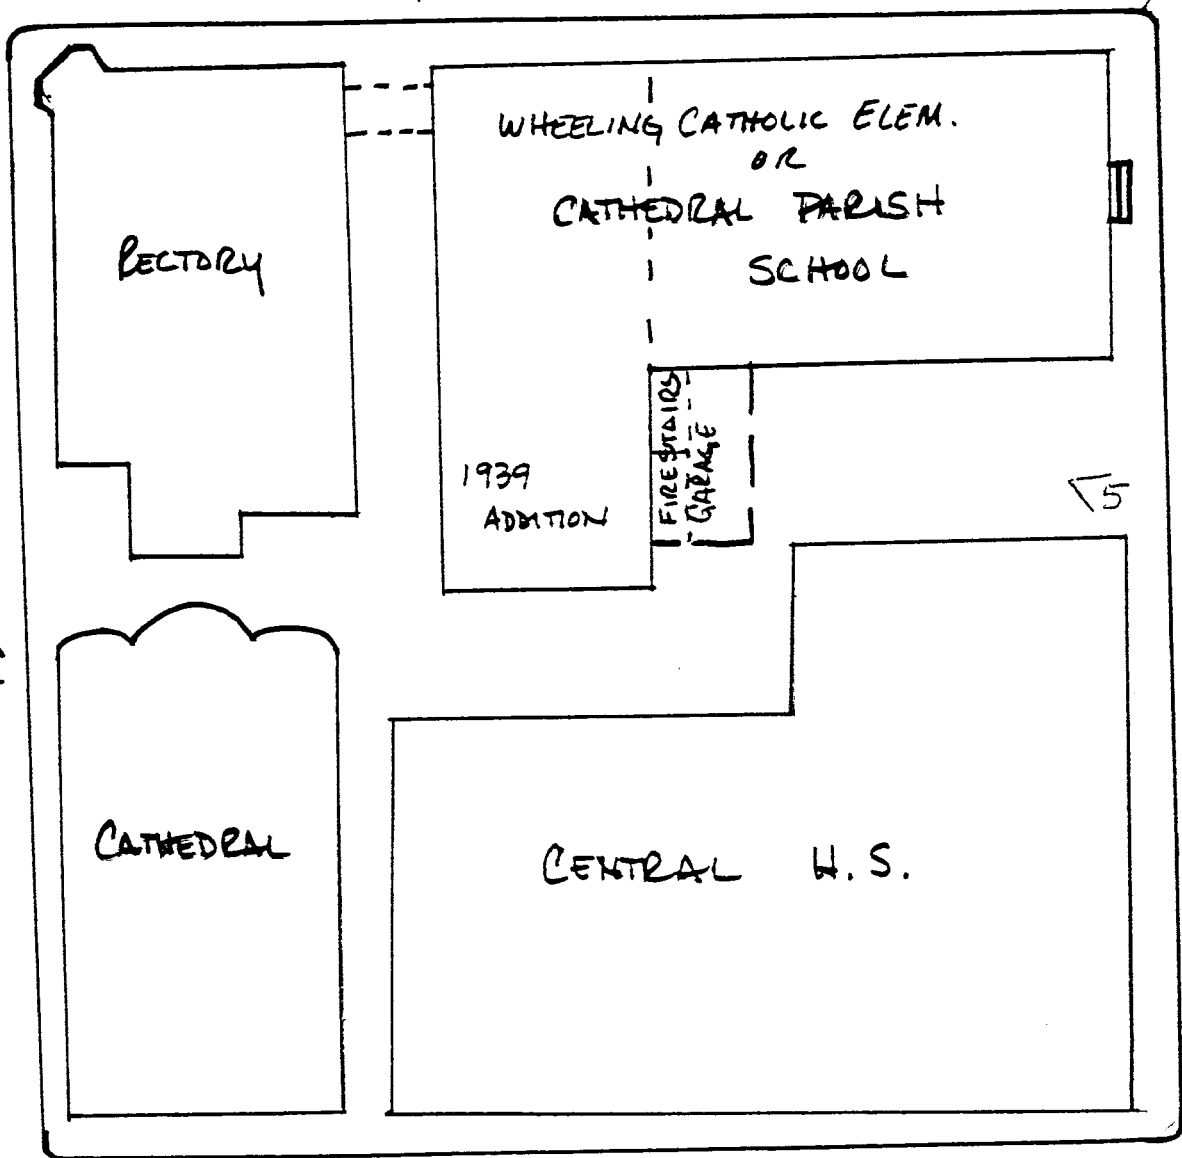 WHEELING CATHOLIC ELEM.
OR
CATHEDRAL PARISH
SCHOOL
RECTORY
1939
ADDITION
FIRESTAIRS
GARAGE
5
CATHEDRAL
CENTRAL H.S.